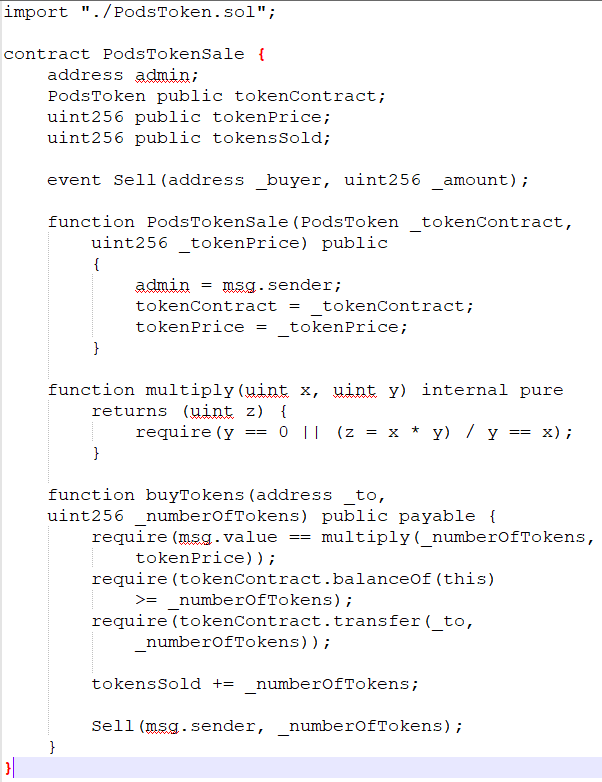 import "./PodsToken.sol";
contract PodsTokenSale {
address admin;
PodsToken public tokenContract;
uint256 public tokenPrice;
uint256 public tokensSold;
event Sell(address _buyer, uint256 _amount);
function PodsTokenSale(PodsToken _tokenContract,
uint256 _tokenPrice) public
{
admin = msg.sender;
tokenContract = _tokenContract;
tokenPrice = _tokenPrice;
}
function multiply(uint x, uint y) internal pure
returns (uint z) {
require(y == 0 || (z = x * y) / y == x);
}
function buyTokens(address _to,
uint256 _numberOfTokens) public payable {
require(msg.value == multiply(_numberOfTokens,
tokenPrice));
require(tokenContract.balanceOf(this)
>= _numberOfTokens);
require(tokenContract.transfer(_to,
_numberOfTokens));
tokensSold += _numberOfTokens;
Sell(msg.sender, _numberOfTokens);
}
}